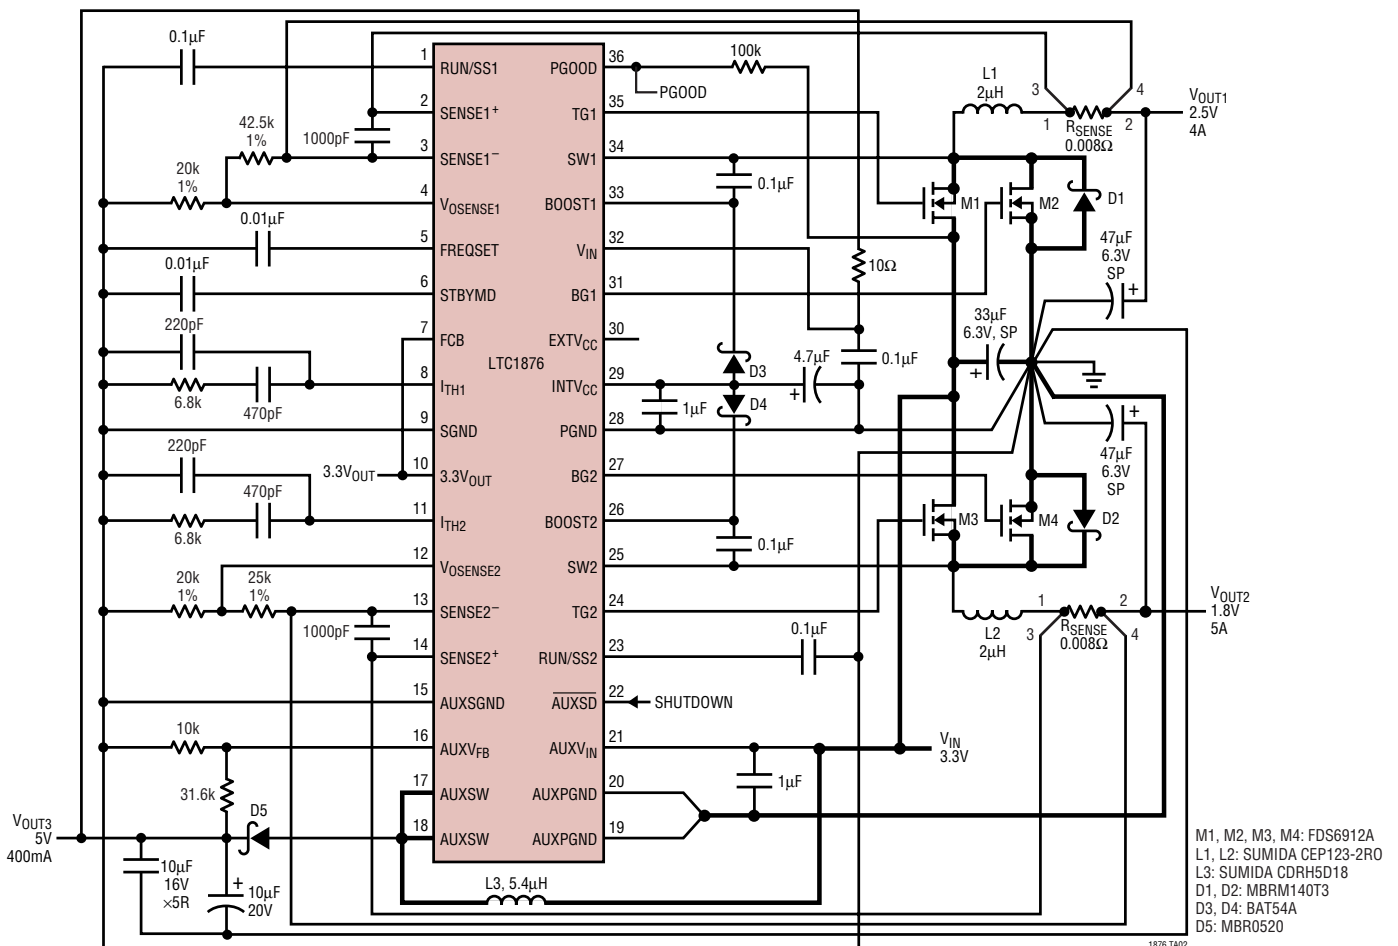 0.1µF
1
RUN/SS1
PGOOD
36
100k
PGOOD
2
SENSE1+
TG1
35
L1
2µH
3
4
1
RSENSE
0.008Ω
2
VOUT1
2.5V
4A
42.5k
1%
1000pF
3
SENSE1−
SW1
34
20k
1%
4
VOSENSE1
BOOST1
33
0.1µF
M1
M2
D1
0.01µF
5
FREQSET
VIN
32
10Ω
47µF
6.3V
SP
+
0.01µF
6
STBYMD
BG1
31
220pF
7
FCB
EXTVCC
30
33µF
6.3V, SP
+
LTC1876
D3
4.7µF
+
0.1µF
6.8k
470pF
8
ITH1
INTVCC
29
1µF
D4
9
SGND
PGND
28
+
47µF
6.3V
SP
220pF
3.3VOUT
10
3.3VOUT
BG2
27
470pF
6.8k
11
ITH2
BOOST2
26
M3
M4
D2
0.1µF
12
VOSENSE2
SW2
25
20k
1%
25k
1%
13
SENSE2−
TG2
24
L2
2µH
1
3
RSENSE
0.008Ω
2
4
VOUT2
1.8V
5A
1000pF
14
SENSE2+
RUN/SS2
23
0.1µF
15
AUXSGND
AUXSD
22
SHUTDOWN
10k
16
AUXVFB
AUXVIN
21
VIN
3.3V
31.6k
17
AUXSW
AUXPGND
20
1µF
VOUT3
5V
400mA
D5
18
AUXSW
AUXPGND
19
10µF
16V
×5R
+
10µF
20V
L3, 5.4µH
M1, M2, M3, M4: FDS6912A
L1, L2: SUMIDA CEP123-2RO
L3: SUMIDA CDRH5D18
D1, D2: MBRM140T3
D3, D4: BAT54A
D5: MBR0520
1876 TA02